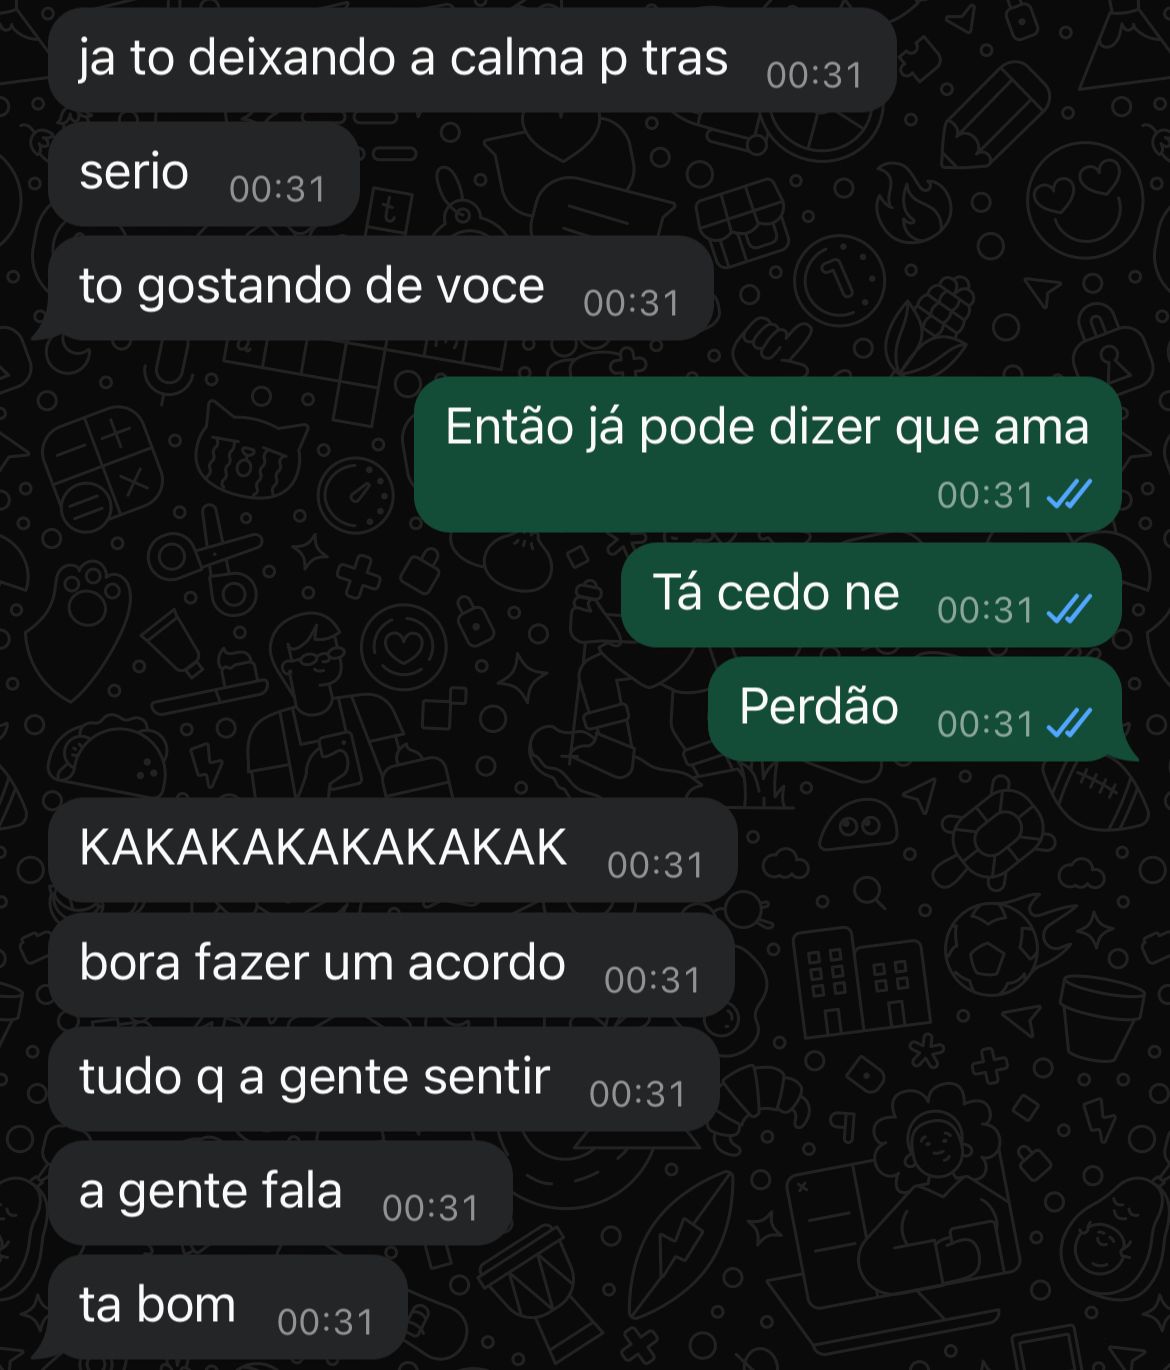 ja to deixando a calma p tras 00:31
serio 00:31
to gostando de voce 00:31
Então já pode dizer que ama
00:31
Tá cedo ne 00:31
Perdão 00:31
KAKAKAKAKAKAKAK 00:31
bora fazer um acordo 00:31
tudo q a gente sentir 00:31
a gente fala 00:31
ta bom 00:31